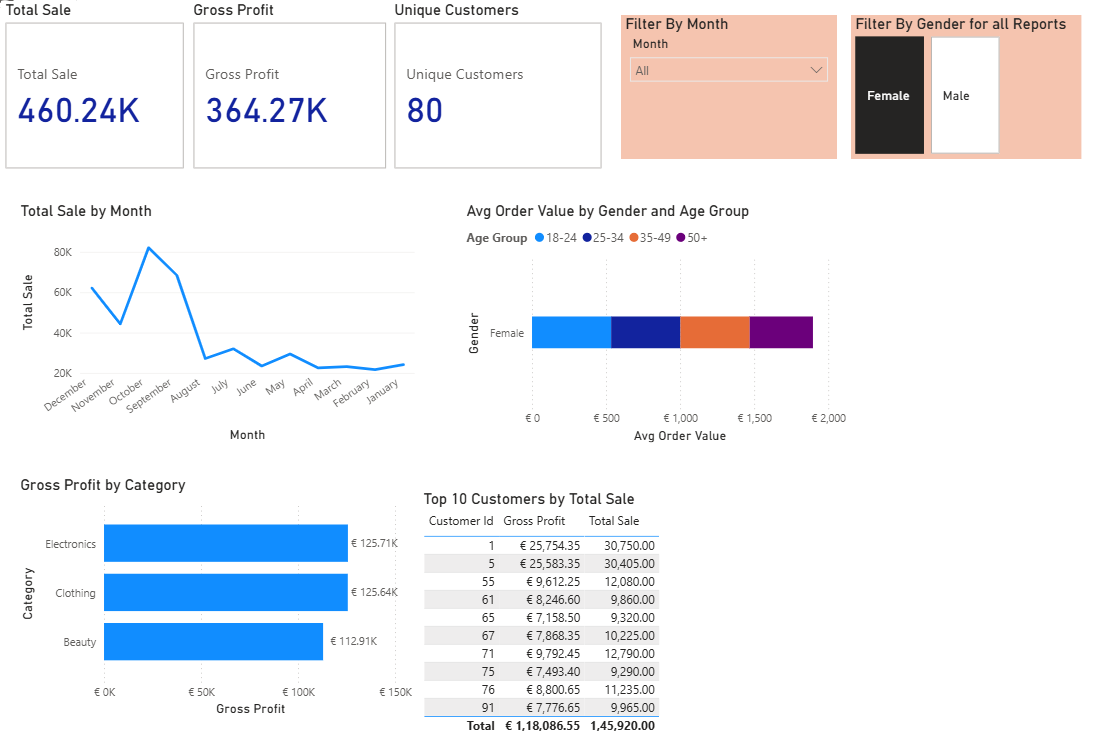 Total Sale
Gross Profit
Unique Customers
Total Sale
460.24K
Gross Profit
364.27K
Unique Customers
80
Filter By Month
Month
All
Filter By Gender for all Reports
Female
Male
Total Sale by Month
Total Sale
80K
60K
40K
20K
December
November
October
September
August
July
June
May
April
March
February
January
Month
Avg Order Value by Gender and Age Group
Age Group 18-24 25-34 35-49 50+
Gender
Female
€ 0 € 500 € 1,000 € 1,500 € 2,000
Avg Order Value
Gross Profit by Category
Category
Electronics € 125.71K
Clothing € 125.64K
Beauty € 112.91K
€ 0K € 50K € 100K € 150K
Gross Profit
Top 10 Customers by Total Sale
Customer Id Gross Profit Total Sale
1 € 25,754.35 30,750.00
5 € 25,583.35 30,405.00
55 € 9,612.25 12,080.00
61 € 8,246.60 9,860.00
65 € 7,158.50 9,320.00
67 € 7,868.35 10,225.00
71 € 9,792.45 12,790.00
75 € 7,493.40 9,290.00
76 € 8,800.65 11,235.00
91 € 7,776.65 9,965.00
Total € 1,18,086.55 1,45,920.00